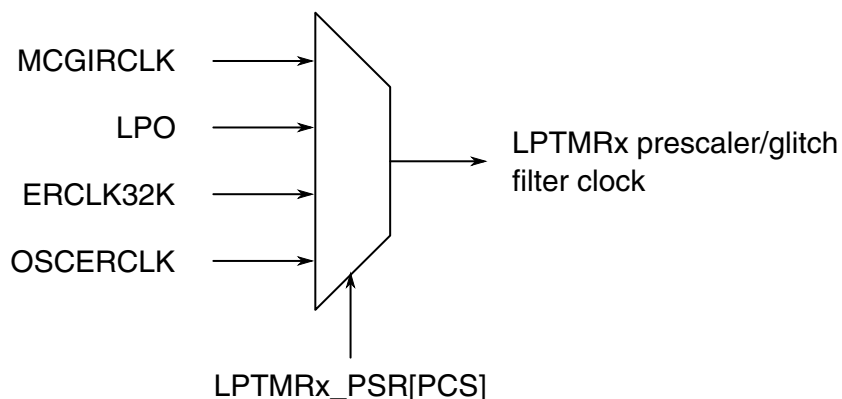 MCGIRCLK
LPO
ERCLK32K
OSCERCLK
LPTMRx prescaler/glitch
filter clock
LPTMRx_PSR[PCS]